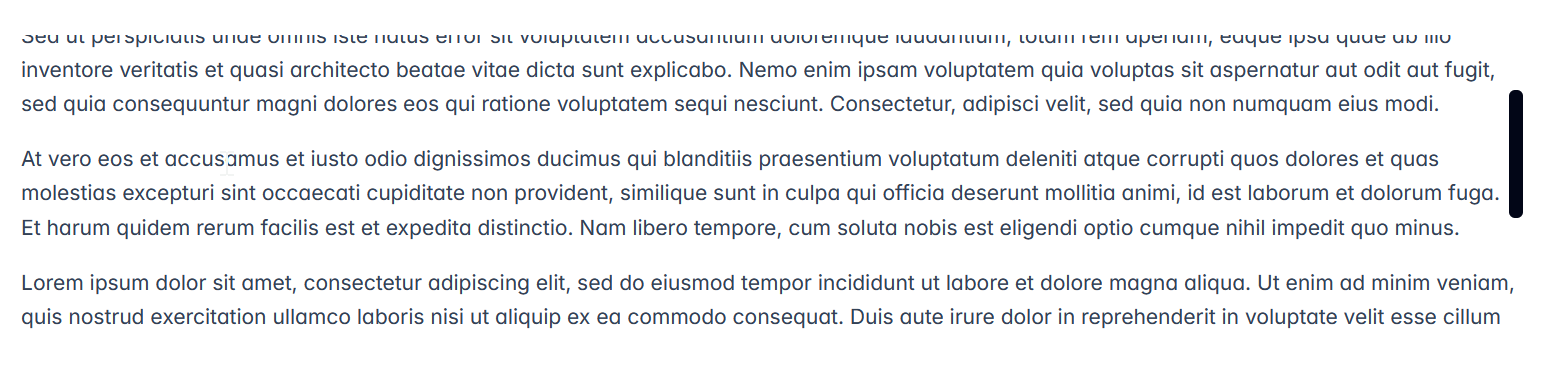 Sed ut perspiciatis unde omnis iste natus error sit voluptatem accusantium doloremque laudantium, totam rem aperiam, eaque ipsa quae ab illo
inventore veritatis et quasi architecto beatae vitae dicta sunt explicabo. Nemo enim ipsam voluptatem quia voluptas sit aspernatur aut odit aut fugit,
sed quia consequuntur magni dolores eos qui ratione voluptatem sequi nesciunt. Consectetur, adipisci velit, sed quia non numquam eius modi.
At vero eos et accusamus et iusto odio dignissimos ducimus qui blanditiis praesentium voluptatum deleniti atque corrupti quos dolores et quas
molestias excepturi sint occaecati cupiditate non provident, similique sunt in culpa qui officia deserunt mollitia animi, id est laborum et dolorum fuga.
Et harum quidem rerum facilis est et expedita distinctio. Nam libero tempore, cum soluta nobis est eligendi optio cumque nihil impedit quo minus.
Lorem ipsum dolor sit amet, consectetur adipiscing elit, sed do eiusmod tempor incididunt ut labore et dolore magna aliqua. Ut enim ad minim veniam,
quis nostrud exercitation ullamco laboris nisi ut aliquip ex ea commodo consequat. Duis aute irure dolor in reprehenderit in voluptate velit esse cillum